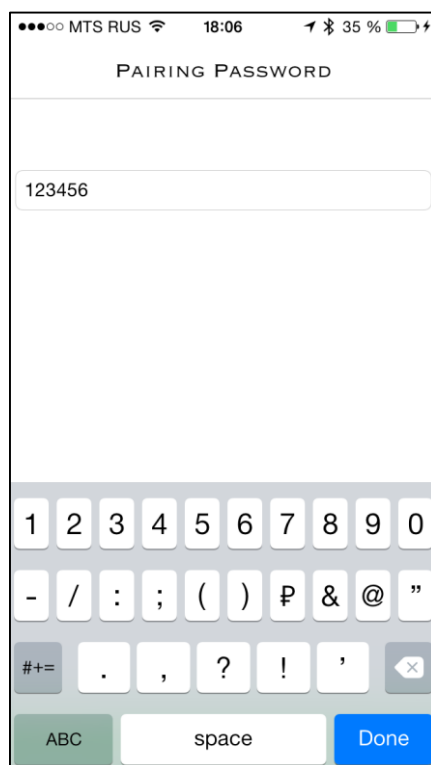 MTS RUS 18:06 35 %
PAIRING PASSWORD
123456
1 2 3 4 5 6 7 8 9 0
- / : ; ( ) ₽ & @ ”
#+= . , ? ! ’
ABC space Done